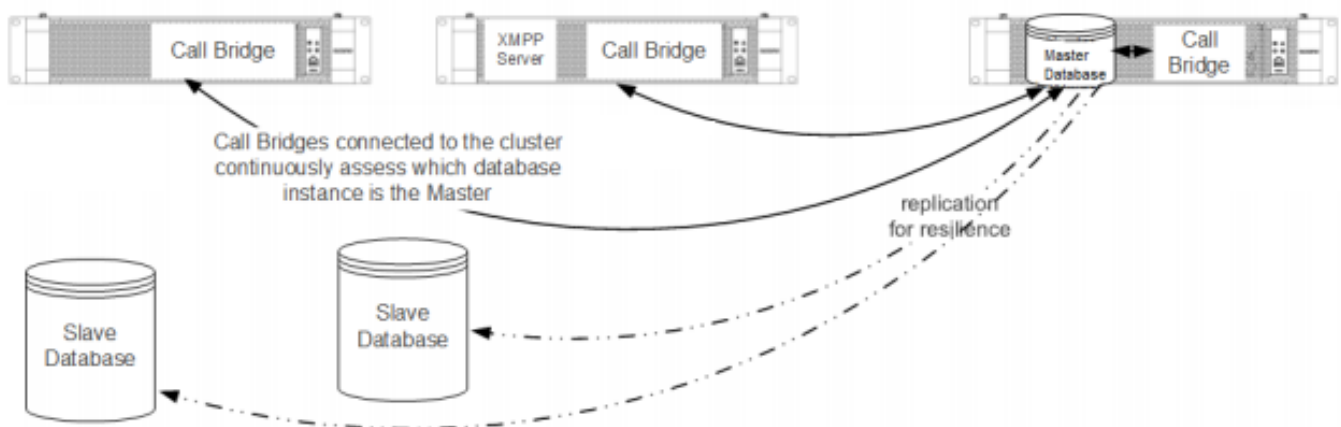 Call Bridge
XMPP
Server
Call Bridge
Master
Database
Call
Bridge
Call Bridges connected to the cluster
continuously assess which database
instance is the Master
replication
for resilience
Slave
Database
Slave
Database